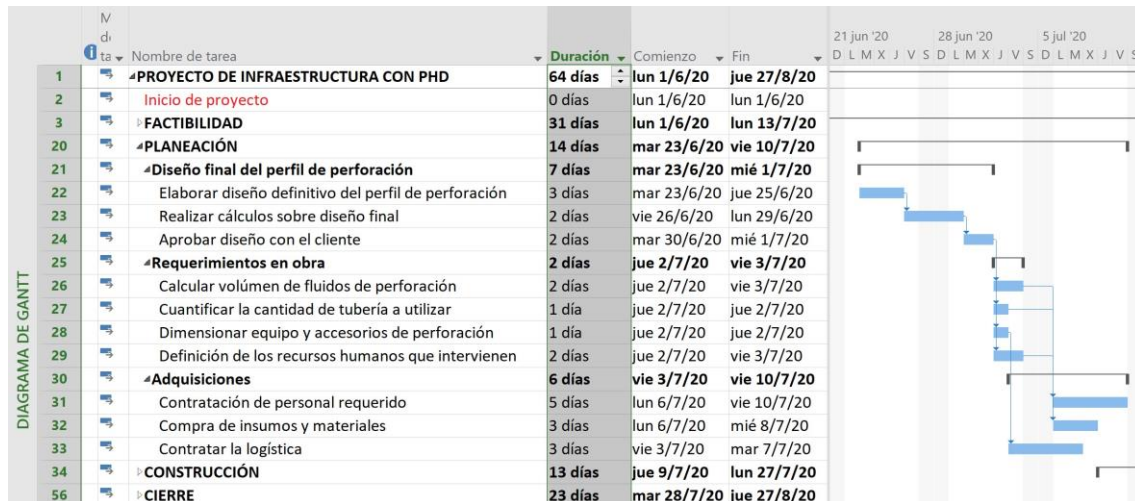 DIAGRAMA DE GANTT
M
d
ta Nombre de tarea Duración Comienzo Fin
21 jun '20 28 jun '20 5 jul '20
D L M X J V S D L M X J V S D L M X J V S
1 PROYECTO DE INFRAESTRUCTURA CON PHD 64 días lun 1/6/20 jue 27/8/20
2 Inicio de proyecto 0 días lun 1/6/20 lun 1/6/20
3 FACTIBILIDAD 31 días lun 1/6/20 lun 13/7/20
20 PLANEACIÓN 14 días mar 23/6/20 vie 10/7/20
21 Diseño final del perfil de perforación 7 días mar 23/6/20 mié 1/7/20
22 Elaborar diseño definitivo del perfil de perforación 3 días mar 23/6/20 jue 25/6/20
23 Realizar cálculos sobre diseño final 2 días vie 26/6/20 lun 29/6/20
24 Aprobar diseño con el cliente 2 días mar 30/6/20 mié 1/7/20
25 Requerimientos en obra 2 días jue 2/7/20 vie 3/7/20
26 Calcular volúmen de fluidos de perforación 2 días jue 2/7/20 vie 3/7/20
27 Cuantificar la cantidad de tubería a utilizar 1 día jue 2/7/20 jue 2/7/20
28 Dimensionar equipo y accesorios de perforación 1 día jue 2/7/20 jue 2/7/20
29 Definición de los recursos humanos que intervienen 2 días jue 2/7/20 vie 3/7/20
30 Adquisiciones 6 días vie 3/7/20 vie 10/7/20
31 Contratación de personal requerido 5 días lun 6/7/20 vie 10/7/20
32 Compra de insumos y materiales 3 días lun 6/7/20 mié 8/7/20
33 Contratar la logística 3 días vie 3/7/20 mar 7/7/20
34 CONSTRUCCIÓN 13 días jue 9/7/20 lun 27/7/20
56 CIERRE 23 días mar 28/7/20 jue 27/8/20